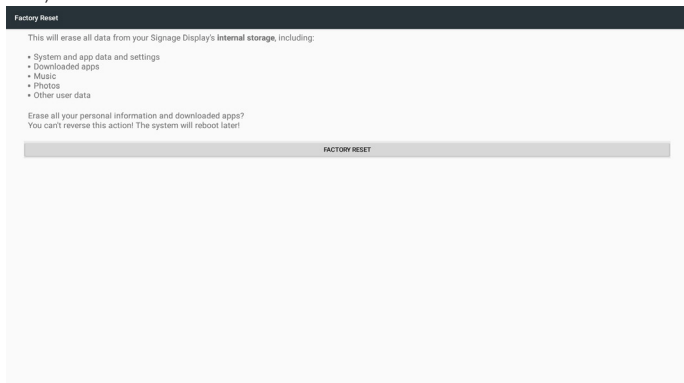 Factory Reset
This will erase all data from your Signage Display's internal storage, including:
• System and app data and settings
• Downloaded apps
• Music
• Photos
• Other user data
Erase all your personal information and downloaded apps?
You can't reverse this action! The system will reboot later!
FACTORY RESET